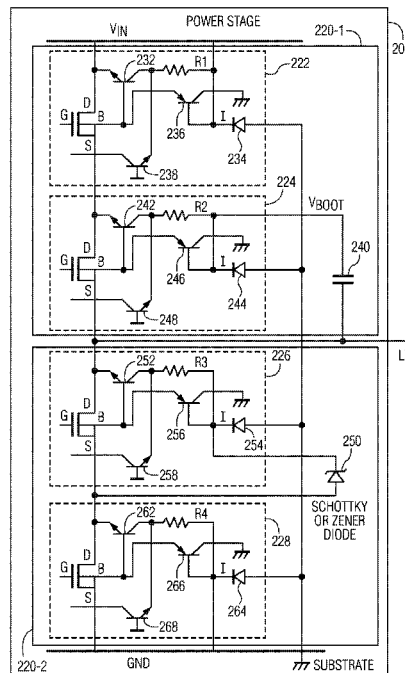 POWER STAGE
220-1
20
VIN
232
R1
222
D
G
B
S
236
I
234
238
224
242
R2
VBOOT
D
G
B
S
246
I
244
240
248
L
226
252
R3
D
G
B
S
256
I
254
250
258
SCHOTTKY
OR ZENER
DIODE
262
R4
228
D
G
B
S
266
I
264
268
220-2
GND
SUBSTRATE